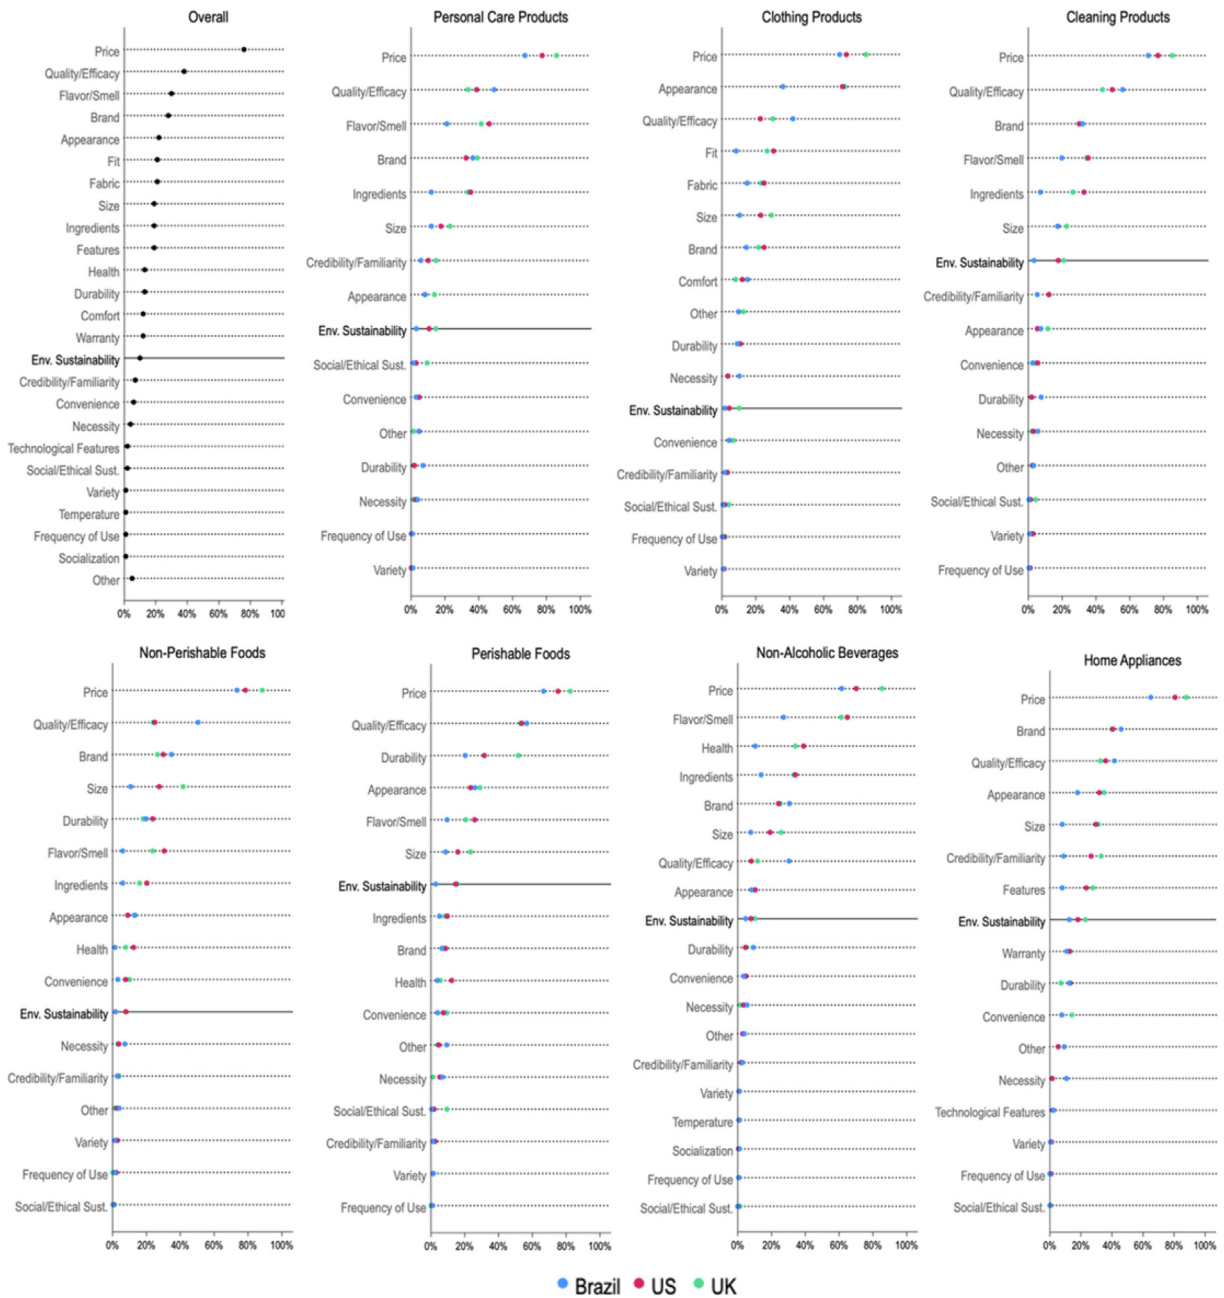 Overall
Price
Quality/Efficacy
Flavor/Smell
Brand
Appearance
Fit
Fabric
Size
Ingredients
Features
Health
Durability
Comfort
Warranty
Env. Sustainability
Credibility/Familiarity
Convenience
Necessity
Technological Features
Social/Ethical Sust.
Variety
Temperature
Frequency of Use
Socialization
Other
0% 20% 40% 60% 80% 100
Personal Care Products
Price
Quality/Efficacy
Flavor/Smell
Brand
Ingredients
Size
Credibility/Familiarity
Appearance
Env. Sustainability
Social/Ethical Sust.
Convenience
Other
Durability
Necessity
Frequency of Use
Variety
0% 20% 40% 60% 80% 100%
Clothing Products
Price
Appearance
Quality/Efficacy
Fit
Fabric
Size
Brand
Comfort
Other
Durability
Necessity
Env. Sustainability
Convenience
Credibility/Familiarity
Social/Ethical Sust.
Frequency of Use
Variety
0% 20% 40% 60% 80% 100%
Cleaning Products
Price
Quality/Efficacy
Brand
Flavor/Smell
Ingredients
Size
Env. Sustainability
Credibility/Familiarity
Appearance
Convenience
Durability
Necessity
Other
Social/Ethical Sust.
Variety
Frequency of Use
0% 20% 40% 60% 80% 100%
Non-Perishable Foods
Price
Quality/Efficacy
Brand
Size
Durability
Flavor/Smell
Ingredients
Appearance
Health
Convenience
Env. Sustainability
Necessity
Credibility/Familiarity
Other
Variety
Frequency of Use
Social/Ethical Sust.
0% 20% 40% 60% 80% 100%
Perishable Foods
Price
Quality/Efficacy
Durability
Appearance
Flavor/Smell
Size
Env. Sustainability
Ingredients
Brand
Health
Convenience
Other
Necessity
Social/Ethical Sust.
Credibility/Familiarity
Variety
Frequency of Use
0% 20% 40% 60% 80% 100%
Non-Alcoholic Beverages
Price
Flavor/Smell
Health
Ingredients
Brand
Size
Quality/Efficacy
Appearance
Env. Sustainability
Durability
Convenience
Necessity
Other
Credibility/Familiarity
Variety
Temperature
Socialization
Frequency of Use
Social/Ethical Sust.
0% 20% 40% 60% 80% 100%
Home Appliances
Price
Brand
Quality/Efficacy
Appearance
Size
Credibility/Familiarity
Features
Env. Sustainability
Warranty
Durability
Convenience
Other
Necessity
Technological Features
Variety
Frequency of Use
Social/Ethical Sust.
0% 20% 40% 60% 80% 100%
Brazil US UK